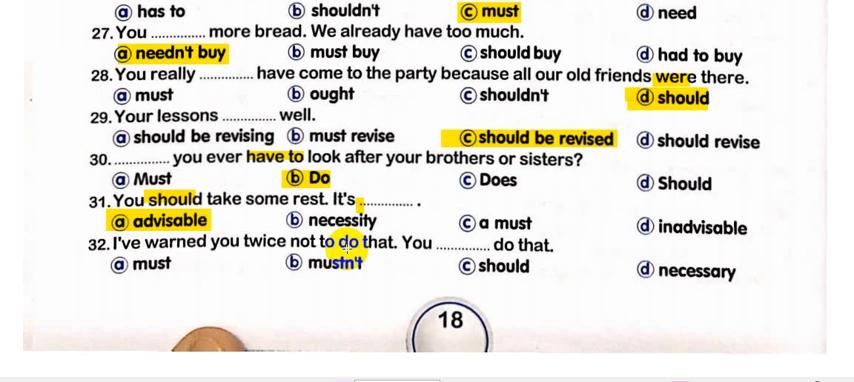 ⓐ has to ⓑ shouldn't ⓒ must ⓓ need
27. You .............. more bread. We already have too much.
ⓐ needn't buy ⓑ must buy ⓒ should buy ⓓ had to buy
28. You really .............. have come to the party because all our old friends were there.
ⓐ must ⓑ ought ⓒ shouldn't ⓓ should
29. Your lessons .............. well.
ⓐ should be revising ⓑ must revise ⓒ should be revised ⓓ should revise
30. .............. you ever have to look after your brothers or sisters?
ⓐ Must ⓑ Do ⓒ Does ⓓ Should
31. You should take some rest. It's .............. .
ⓐ advisable ⓑ necessity ⓒ a must ⓓ inadvisable
32. I've warned you twice not to do that. You .............. do that.
ⓐ must ⓑ mustn't ⓒ should ⓓ necessary
18